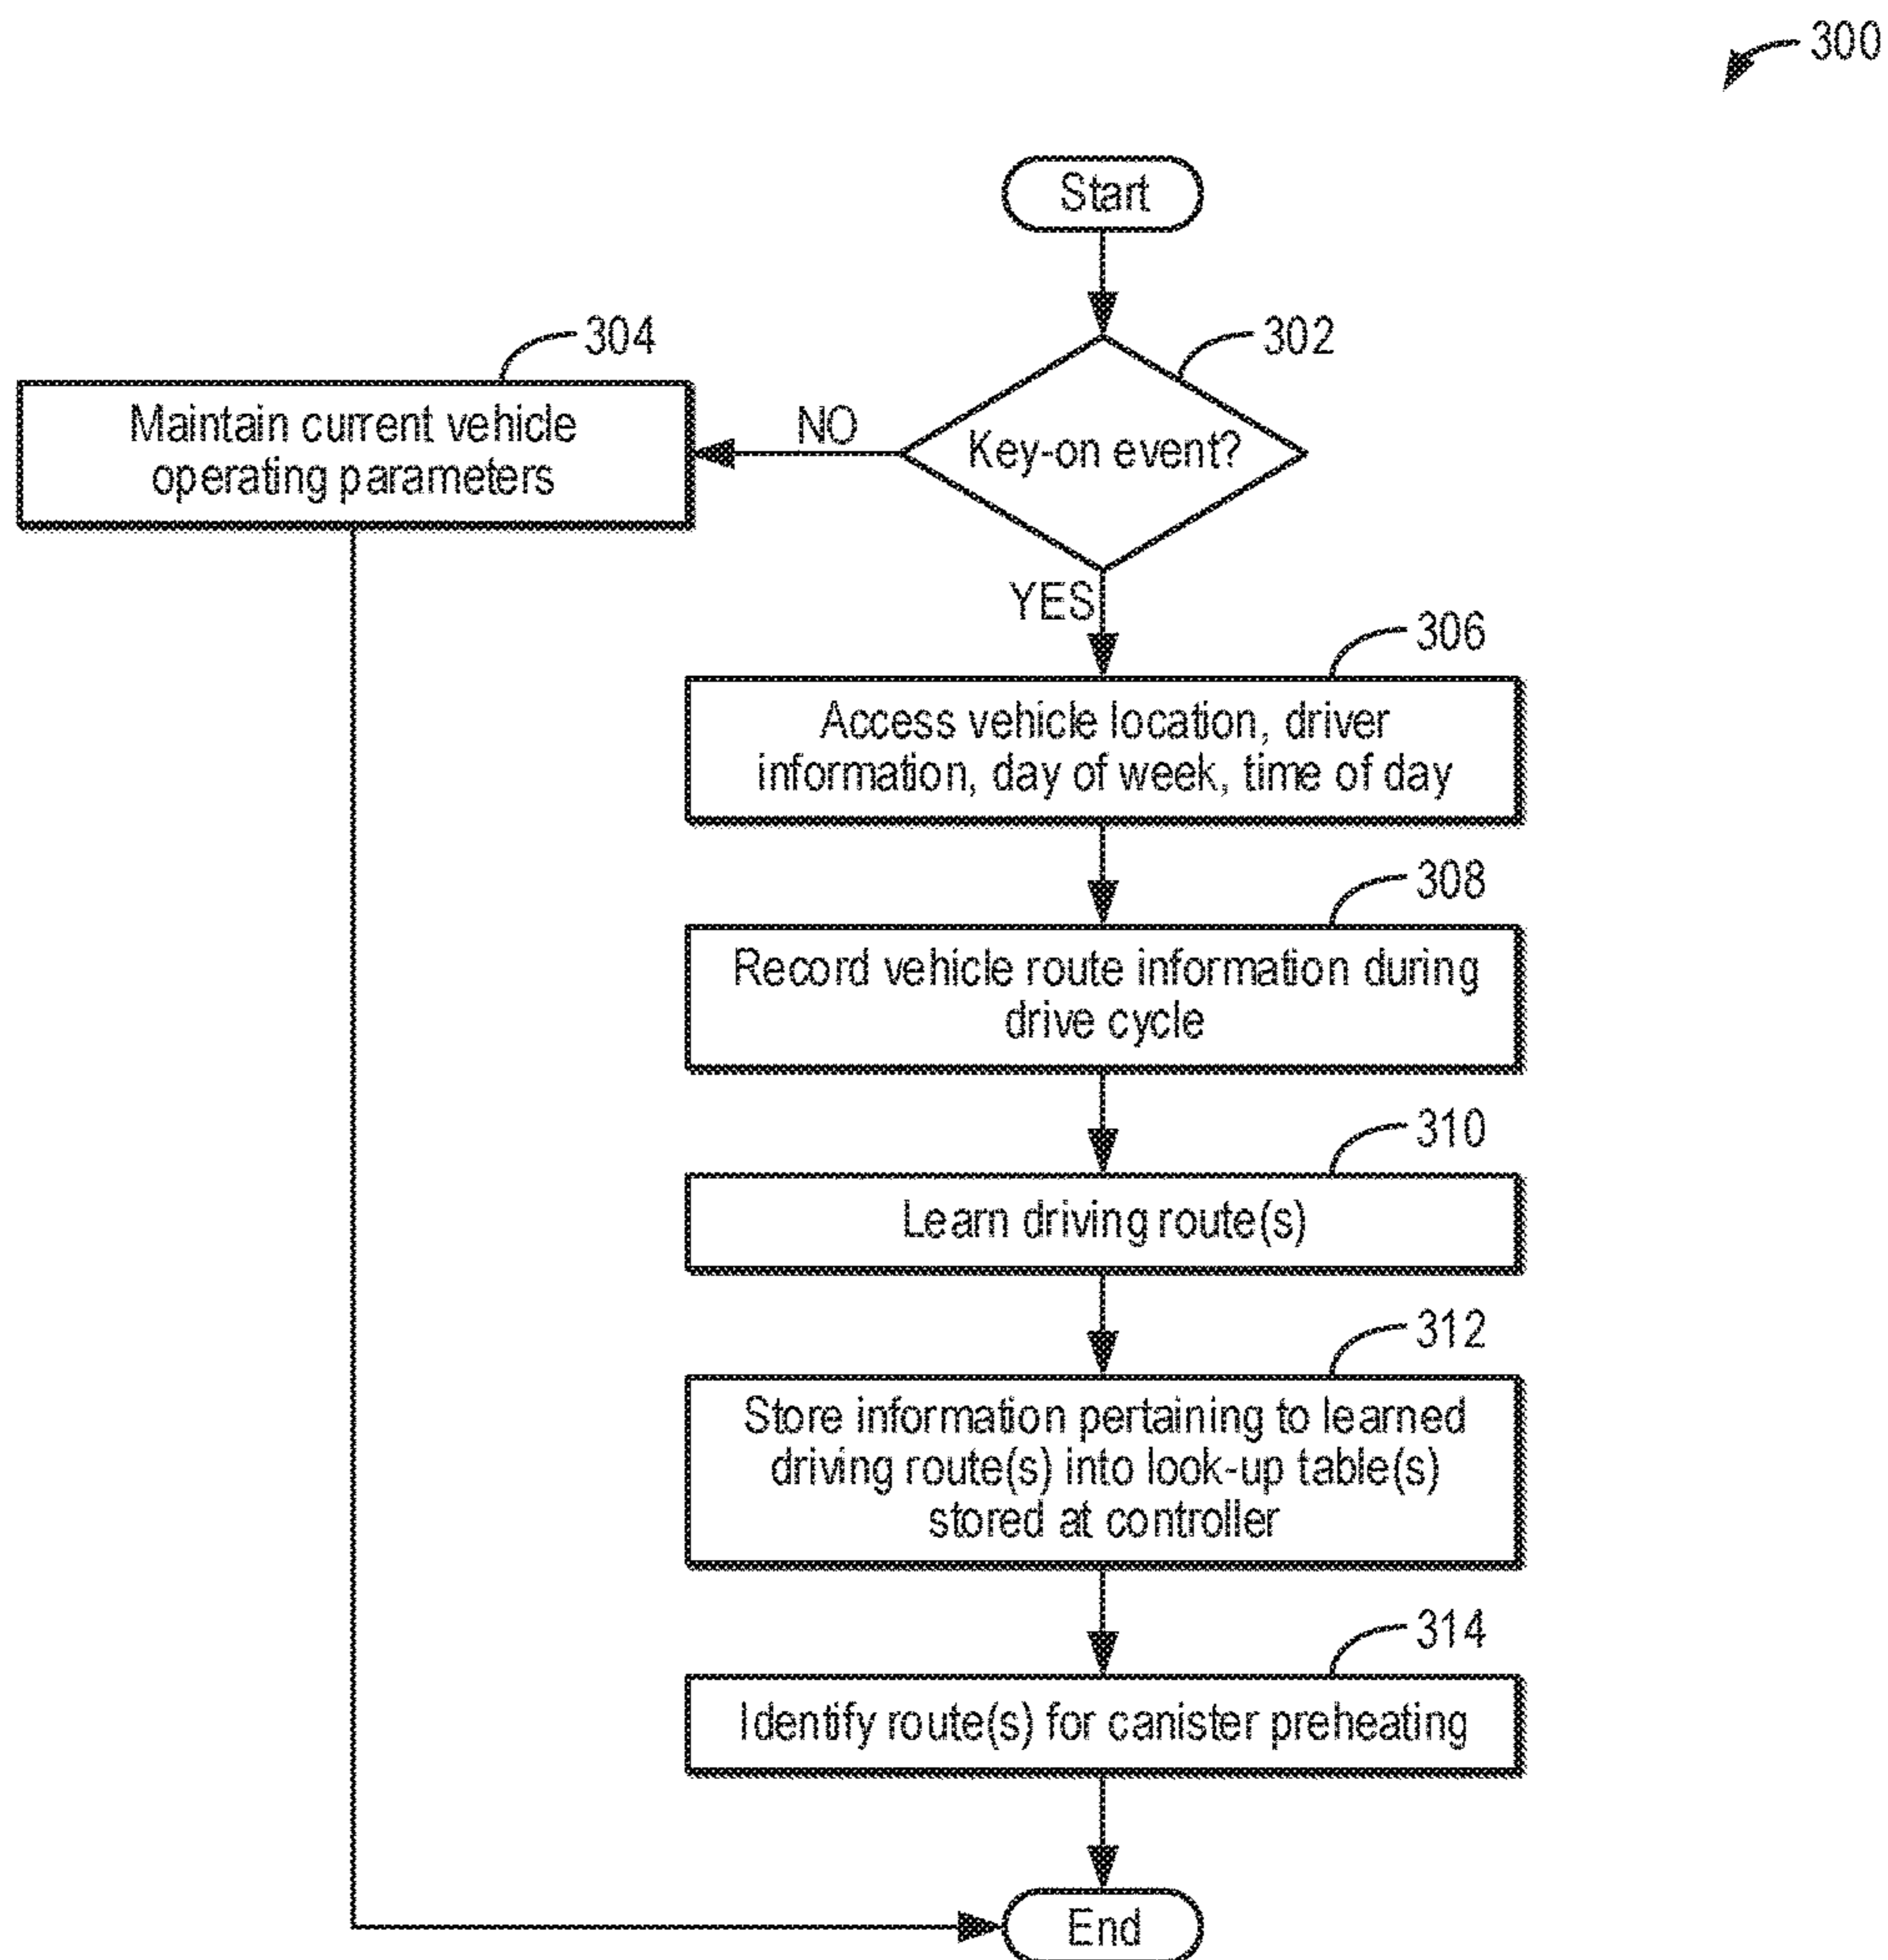 300
Start
304
302
Maintain current vehicle
operating parameters
NO
Key-on event?
YES
306
Access vehicle location, driver
information, day of week, time of day
308
Record vehicle route information during
drive cycle
310
Learn driving route(s)
312
Store information pertaining to learned
driving route(s) into look-up table(s)
stored at controller
314
Identify route(s) for canister preheating
End